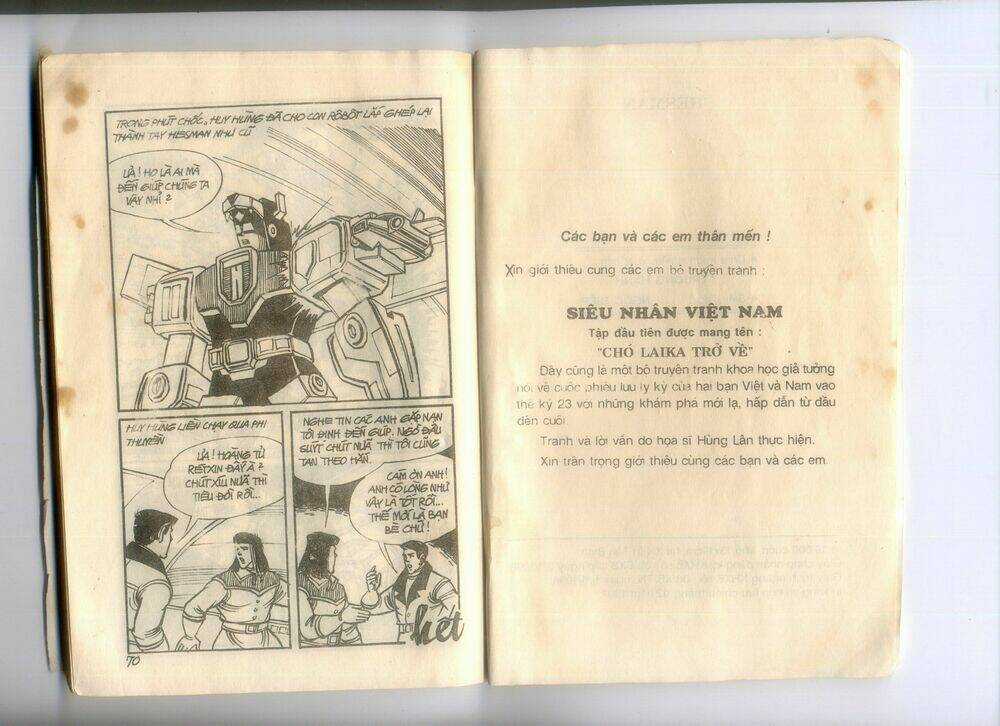 TRONG PHÚT CHỐC, HUY HÙNG ĐÃ CHO CON RÔBÔT LẮP GHÉP LẠI
THÀNH TAY HESMAN NHƯ CŨ
ỦA ! HỌ LÀ AI MÀ
ĐẾN GIÚP CHÚNG TA
VẬY NHỈ ?
HUY HÙNG LIỀN CHẠY QUA PHI
THUYỀN
ỦA ! HOÀNG TỬ
RETXIN ĐẤY À ?
CHÚT XÍU NỮA THÌ
TIÊU ĐỜI RỒI...
NGHE TIN CÁC ANH GẶP NẠN
TÔI ĐỊNH ĐẾN GIÚP. NGỜ ĐÂU
SUÝT CHÚT NỮA THÌ TÔI CŨNG
TAN THEO HẮN.
CÁM ƠN ANH!
ANH CÓ LÒNG NHƯ
VẬY LÀ TỐT RỒI...
THẾ MỚI LÀ BẠN
BÈ CHỨ !
hết
70
Các bạn và các em thân mến !
Xin giới thiệu cùng các em bộ truyện tranh :
SIÊU NHÂN VIỆT NAM
Tập đầu tiên được mang tên :
"CHÓ LAIKA TRỞ VỀ"
Đây cũng là một bộ truyện tranh khoa học giả tưởng
nói về cuộc phiêu lưu ly kỳ của hai bạn Việt và Nam vào
thế kỷ 23 với những khám phá mới lạ, hấp dẫn từ đầu
đến cuối
Tranh và lời vẫn do họa sĩ Hùng Lân thực hiện.
Xin trân trọng giới thiệu cùng các bạn và các em.